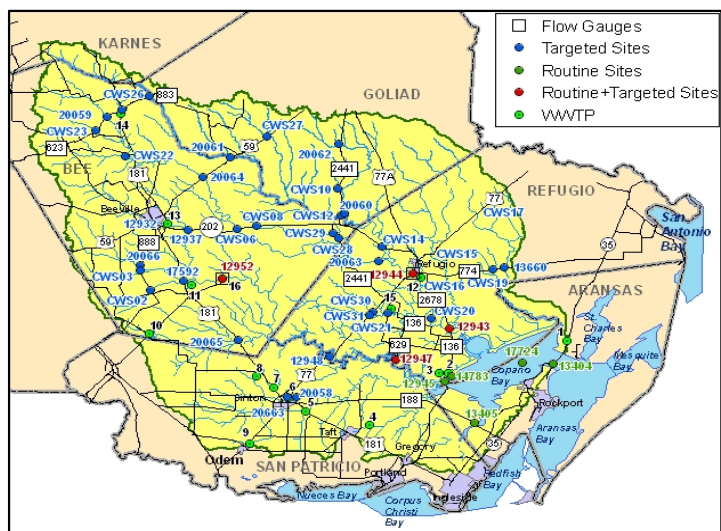 Flow Gauges
Targeted Sites
Routine Sites
Routine+Targeted Sites
WWTP
KARNES
GOLIAD
BEE
REFUGIO
ARANSAS
SAN PATRICIO
CWS26
883
20059
14
CWS23
623
CWS22
181
CWS27
20061
59
20062
2441
77A
20064
CWS10
77
Beeville
13
12932
202
CWS08
CWS12
20060
CWS17
San
Antonio
Bay
35
59
888
12937
CWS06
CWS29
CWS28
CWS14
20066
20063
CWS15
Refugio
774
13660
CWS03
17592
12952
2441
12944
12
CWS16
CWS19
CWS02
11
16
2678
CWS30
15
CWS20
St.
Charles
Bay
181
CWS31
CWS21
136
12943
10
20065
629
136
1
Mesquite
Bay
12948
12947
17724
Copano
Bay
13404
8
7
77
3
2
14783
12945
Sinton
6
20058
188
Rockport
20663
5
4
13405
Aransas
Bay
9
Taft
181
Gregory
35
Odem
Portland
Redfish
Bay
Ingleside
Nueces Bay
Corpus
Christi
Bay